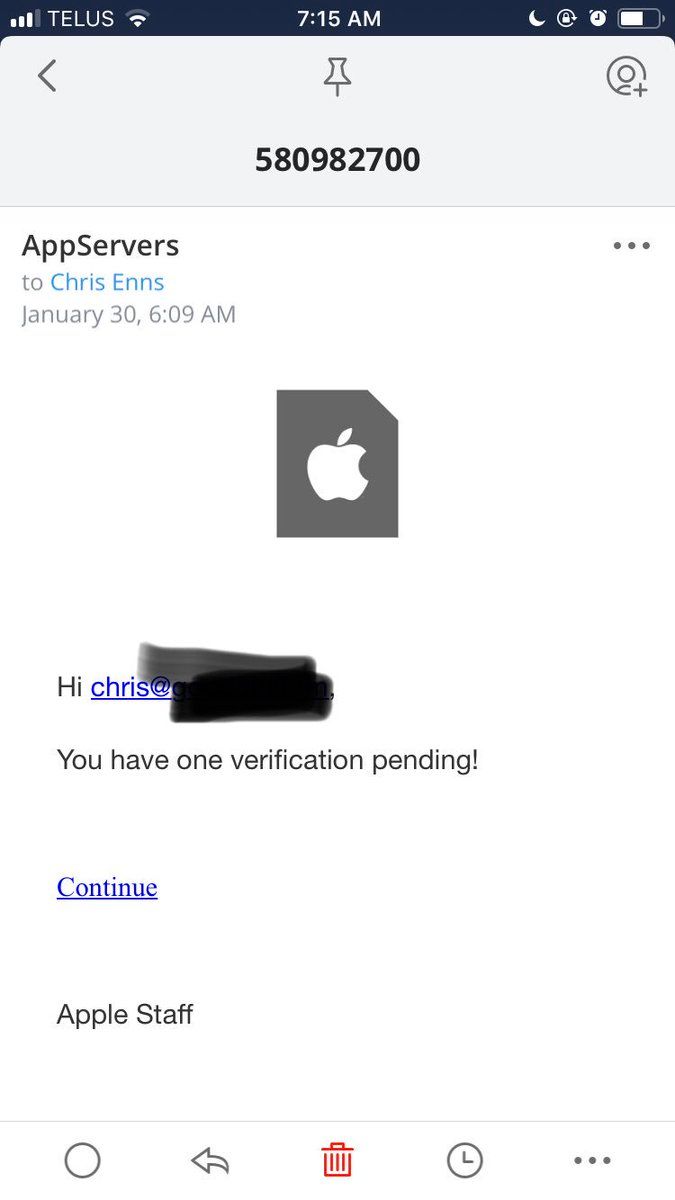 TELUS 7:15 AM
580982700
AppServers
to Chris Enns
January 30, 6:09 AM
Hi chris@
You have one verification pending!
Continue
Apple Staff